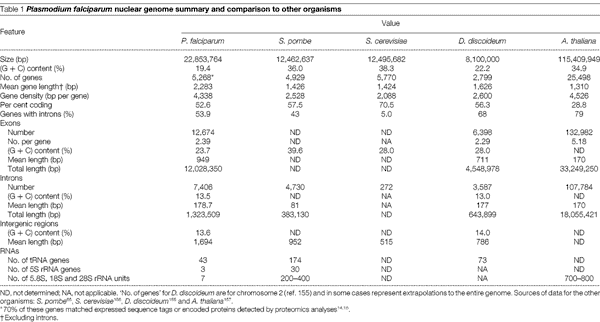 Table 1 Plasmodium falciparum nuclear genome summary and comparison to other organisms
Feature Value
P. falciparum S. pombe S. cerevisiae D. discoideum A. thaliana
Size (bp) 22,853,764 12,462,637 12,495,682 8,100,000 115,409,949
(G + C) content (%) 19.4 36.0 38.3 22.2 34.9
No. of genes 5,268* 4,929 5,770 2,799 25,498
Mean gene length† (bp) 2,283 1,426 1,424 1,626 1,310
Gene density (bp per gene) 4,338 2,528 2,088 2,600 4,526
Per cent coding 52.6 57.5 70.5 56.3 28.8
Genes with introns (%) 53.9 43 5.0 68 79
Exons
Number 12,674 ND ND 6,398 132,982
No. per gene 2.39 ND NA 2.29 5.18
(G + C) content (%) 23.7 39.6 28.0 28.0 ND
Mean length (bp) 949 ND ND 711 170
Total length (bp) 12,028,350 ND ND 4,548,978 33,249,250
Introns
Number 7,406 4,730 272 3,587 107,784
(G + C) content (%) 13.5 ND NA 13.0 ND
Mean length (bp) 178.7 81 NA 177 170
Total length (bp) 1,323,509 383,130 ND 643,899 18,055,421
Intergenic regions
(G + C) content (%) 13.6 ND ND 14.0 ND
Mean length (bp) 1,694 952 515 786 ND
RNAs
No. of tRNA genes 43 174 ND 73 ND
No. of 5S rRNA genes 3 30 ND NA ND
No. of 5.8S, 18S and 28S rRNA units 7 200–400 ND NA 700–800
ND, not determined; NA, not applicable. 'No. of genes' for D. discoideum are for chromosome 2 (ref. 155) and in some cases represent extrapolations to the entire genome. Sources of data for the other
organisms: S. pombe, S. cerevisiae, D. discoideum and A. thaliana.
*70% of these genes matched expressed sequence tags or encoded proteins detected by proteomics analyses.
†Excluding introns.